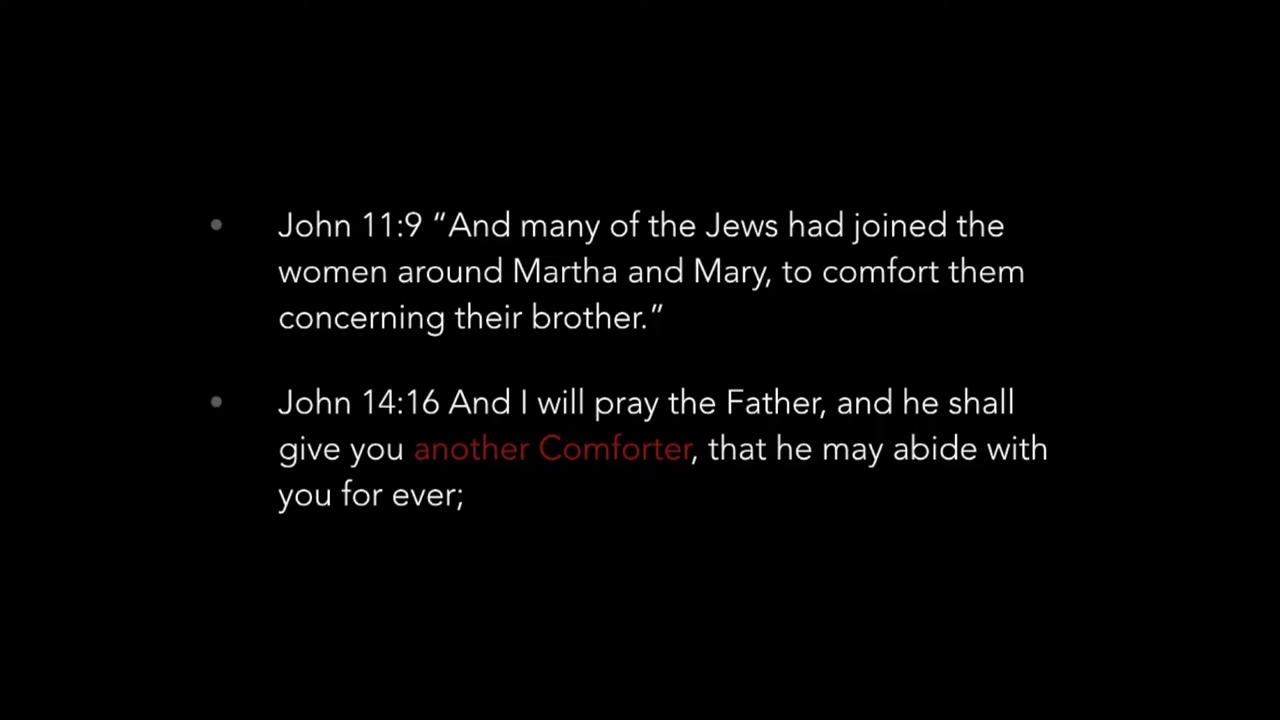 • John 11:9 “And many of the Jews had joined the
women around Martha and Mary, to comfort them
concerning their brother.”
• John 14:16 And I will pray the Father, and he shall
give you another Comforter, that he may abide with
you for ever;